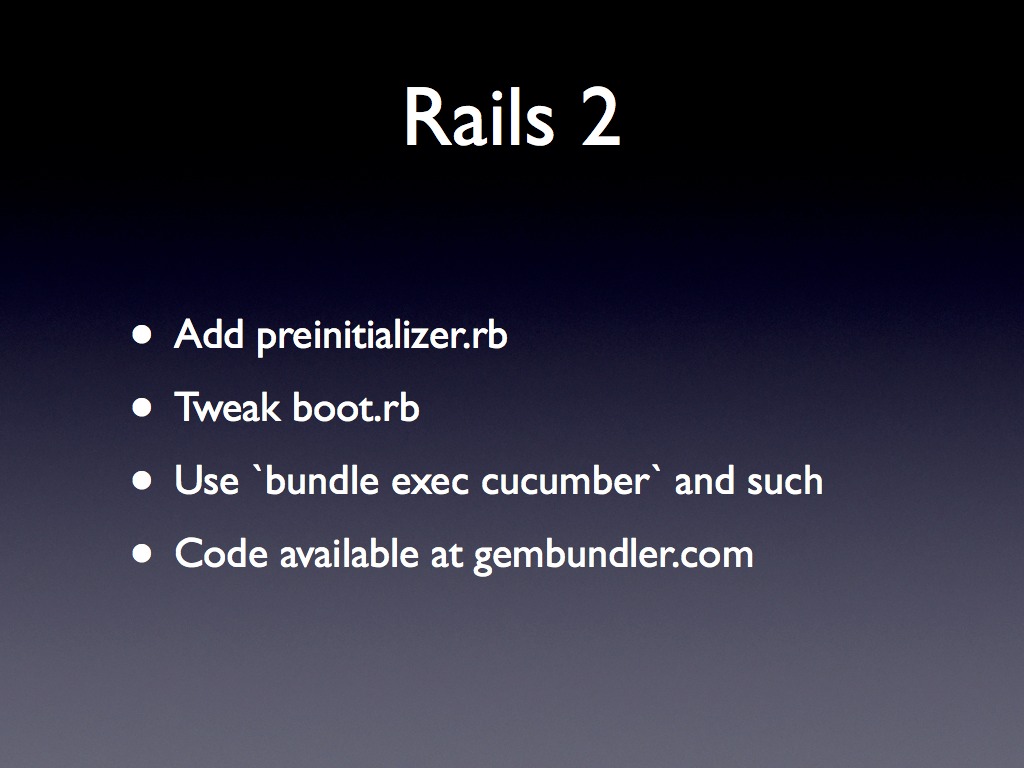 Rails 2
• Add preinitializer.rb
• Tweak boot.rb
• Use `bundle exec cucumber` and such
• Code available at gembundler.com